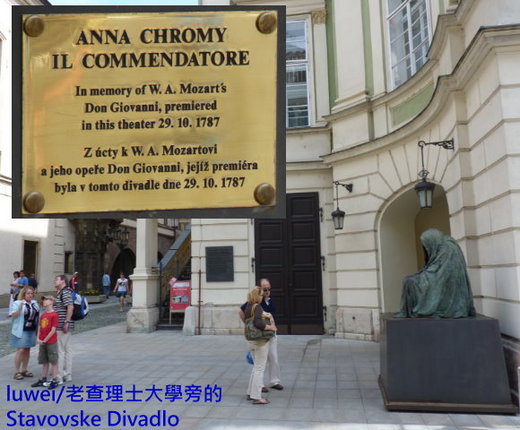 ANNA CHROMY
IL COMMENDATORE
In memory of W. A. Mozart's
Don Giovanni, premiered
in this theater 29. 10. 1787
Z úcty k W. A. Mozartovi
a jeho opeře Don Giovanni, jejíž premiéra
byla v tomto divadle dne 29. 10. 1787
luwei/老查理士大學旁的
Stavovske Divadlo